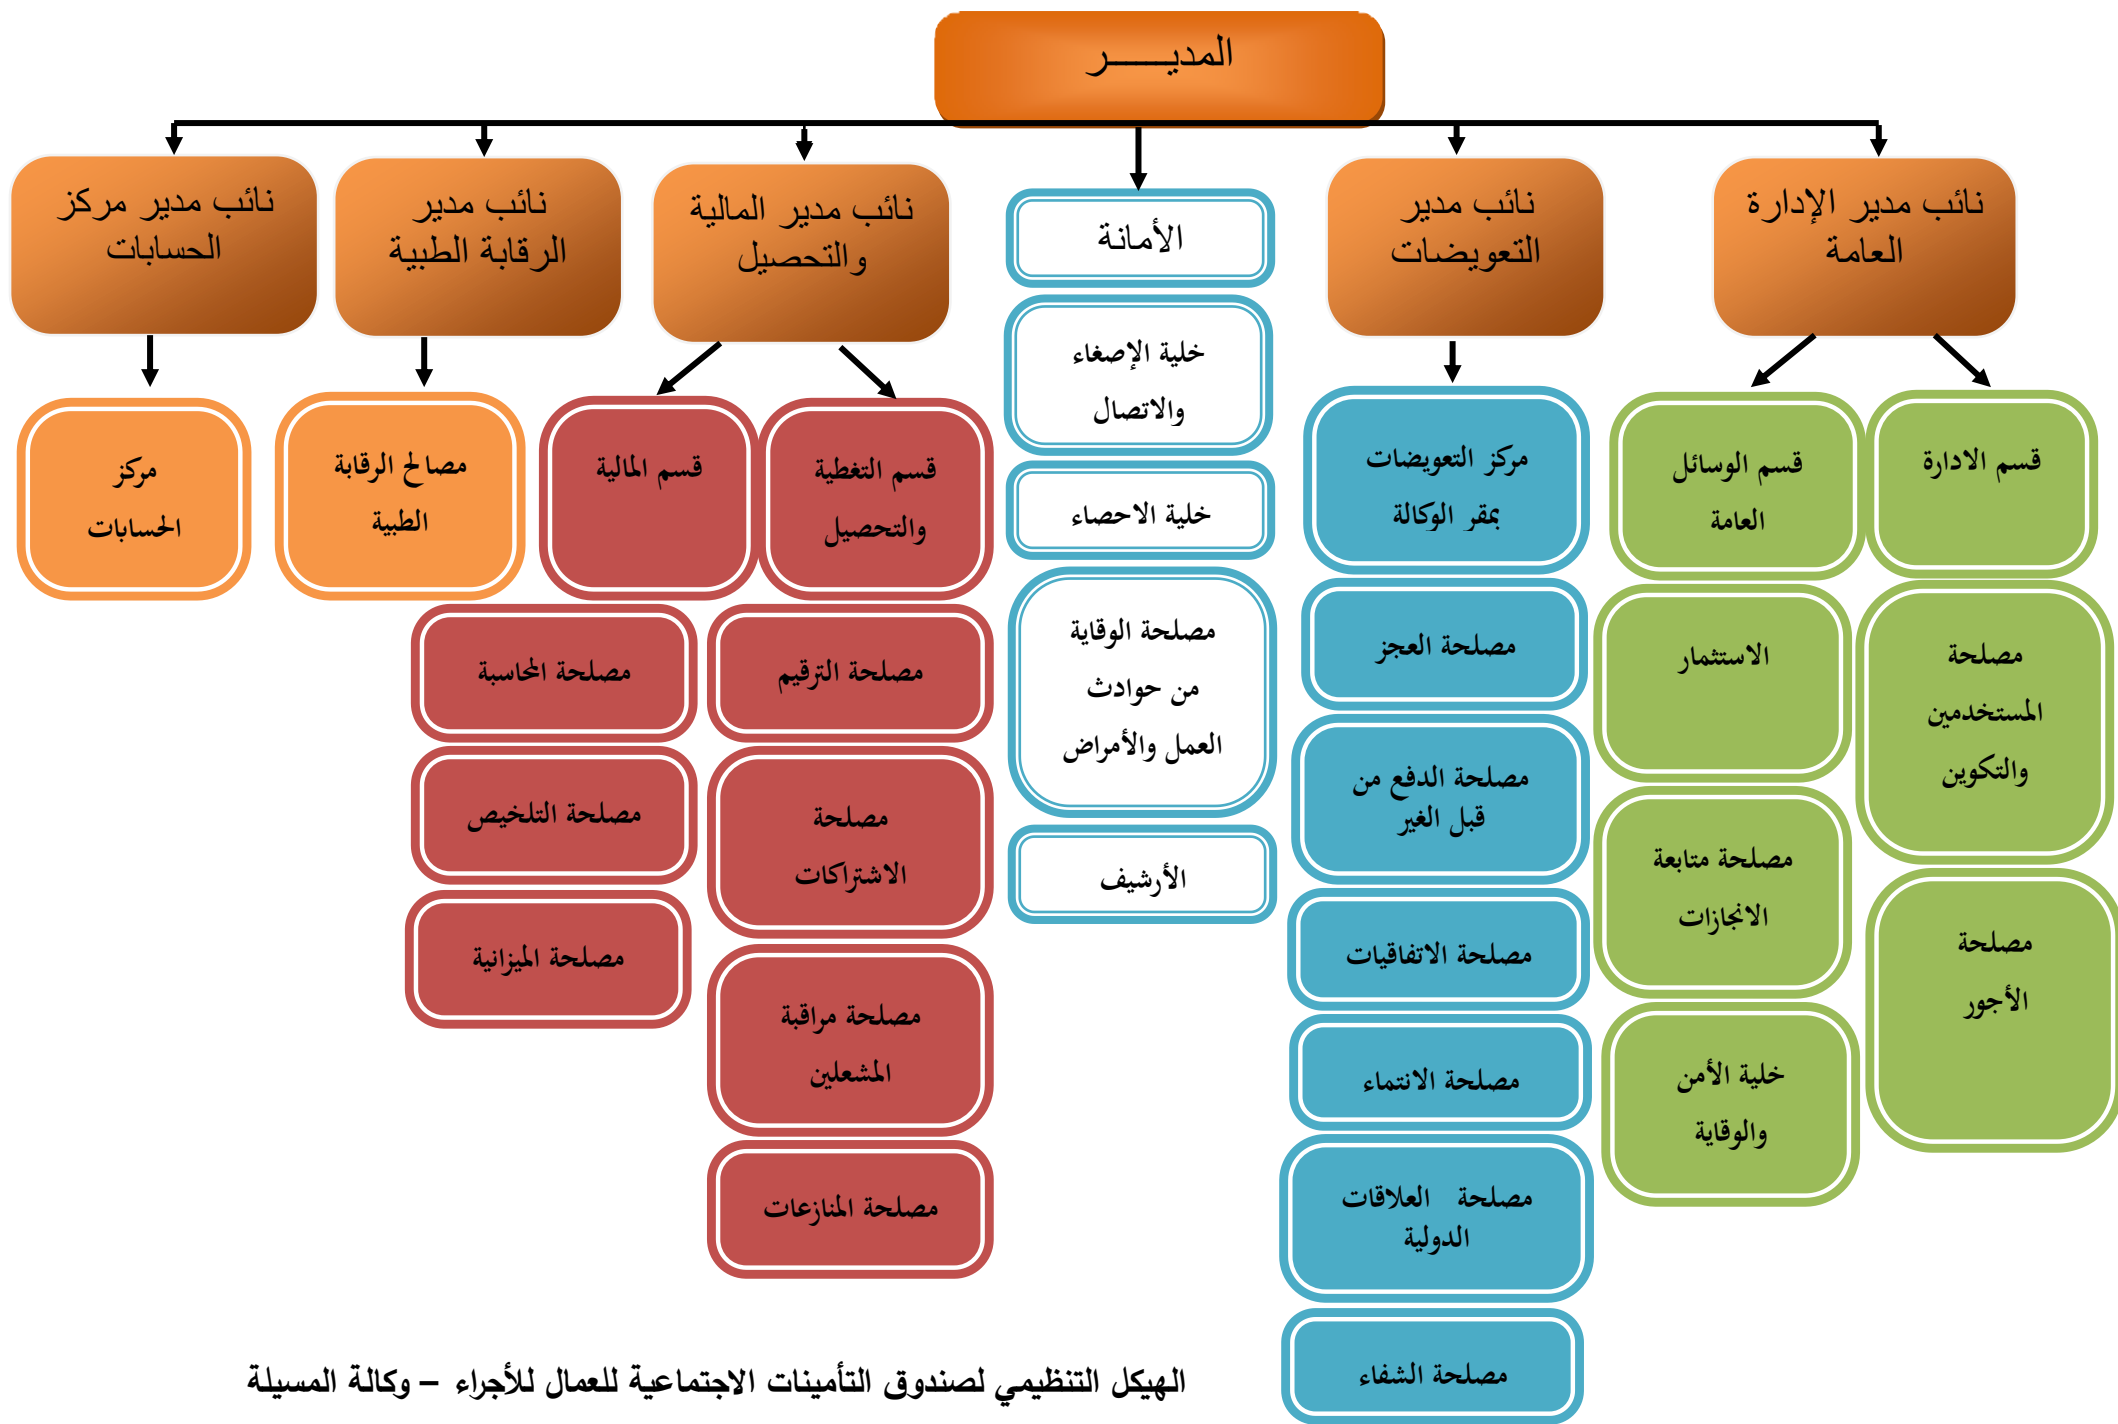 المديـــــر
نائب مدير الإدارة
العامة
نائب مدير
التعويضات
الأمانة
نائب مدير المالية
والتحصيل
نائب مدير
الرقابة الطبية
نائب مدير مركز
الحسابات
قسم الادارة
مصلحة
المستخدمين
والتكوين
مصلحة
الأجور
قسم الوسائل
العامة
الاستثمار
مصلحة متابعة
الانجازات
خلية الأمن
والوقاية
مركز التعويضات
بمقر الوكالة
مصلحة العجز
مصلحة الدفع من
قبل الغير
مصلحة الاتفاقيات
مصلحة الانتماء
مصلحة العلاقات
الدولية
مصلحة الشفاء
خلية الإصغاء
والاتصال
خلية الاحصاء
مصلحة الوقاية
من حوادث
العمل والأمراض
الأرشيف
قسم التغطية
والتحصيل
مصلحة الترقيم
مصلحة
الاشتراكات
مصلحة مراقبة
المشعلين
مصلحة المنازعات
قسم المالية
مصلحة المحاسبة
مصلحة التلخيص
مصلحة الميزانية
مصالح الرقابة
الطبية
مركز
الحسابات
الهيكل التنظيمي لصندوق التأمينات الاجتماعية للعمال للأجراء – وكالة المسيلة